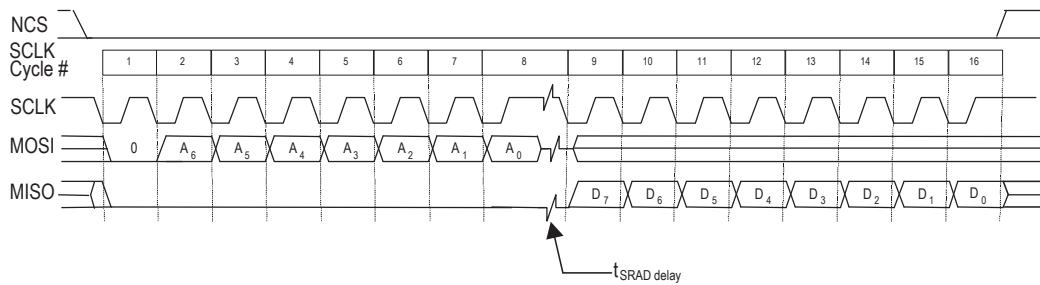 NCS
SCLK
Cycle # 1 2 3 4 5 6 7 8 9 10 11 12 13 14 15 16
SCLK
MOSI 0 A6 A5 A4 A3 A2 A1 A0
MISO D7 D6 D5 D4 D3 D2 D1 D0
tSRAD delay